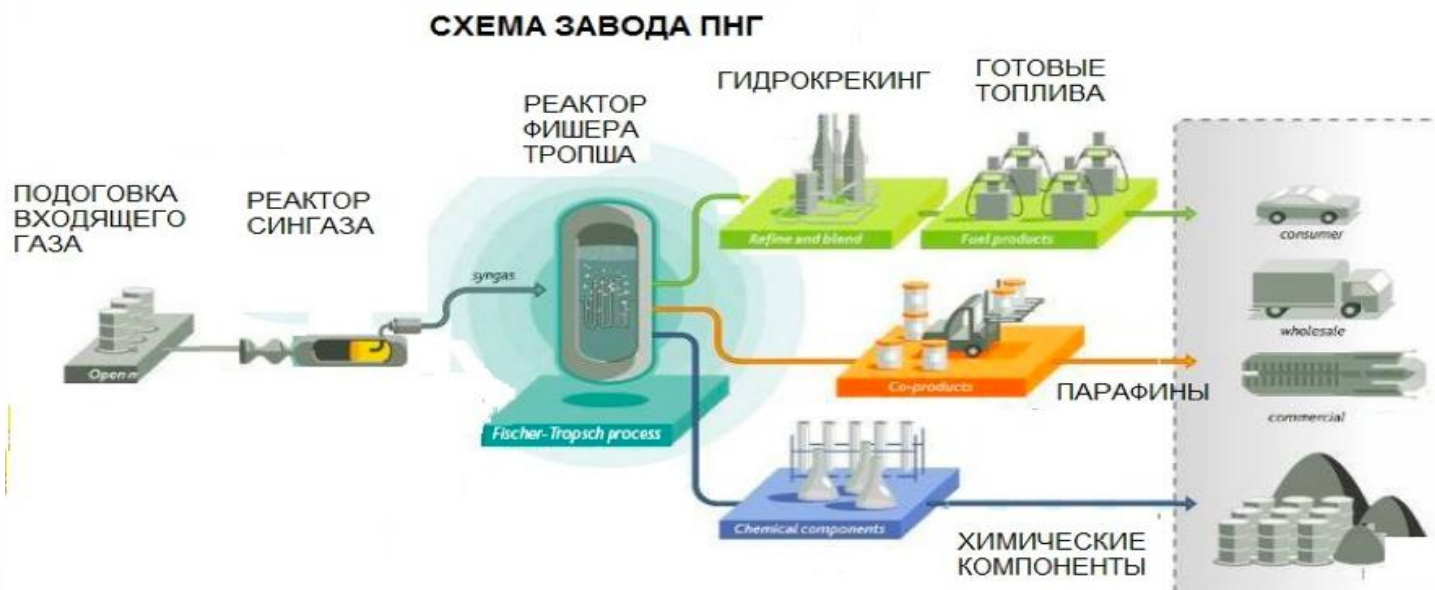 СХЕМА ЗАВОДА ПНГ
ГИДРОКРЕКИНГ
ГОТОВЫЕ
ТОПЛИВА
РЕАКТОР
ФИШЕРА
ТРОПША
ПОДОГОВКА
ВХОДЯЩЕГО
ГАЗА
РЕАКТОР
СИНГАЗА
syngas
Refine and blend
Fuel products
consumer
wholesale
Open
Co-products
ПАРАФИНЫ
commercial
Fischer-Tropsch process
Chemical components
ХИМИЧЕСКИЕ
КОМПОНЕНТЫ